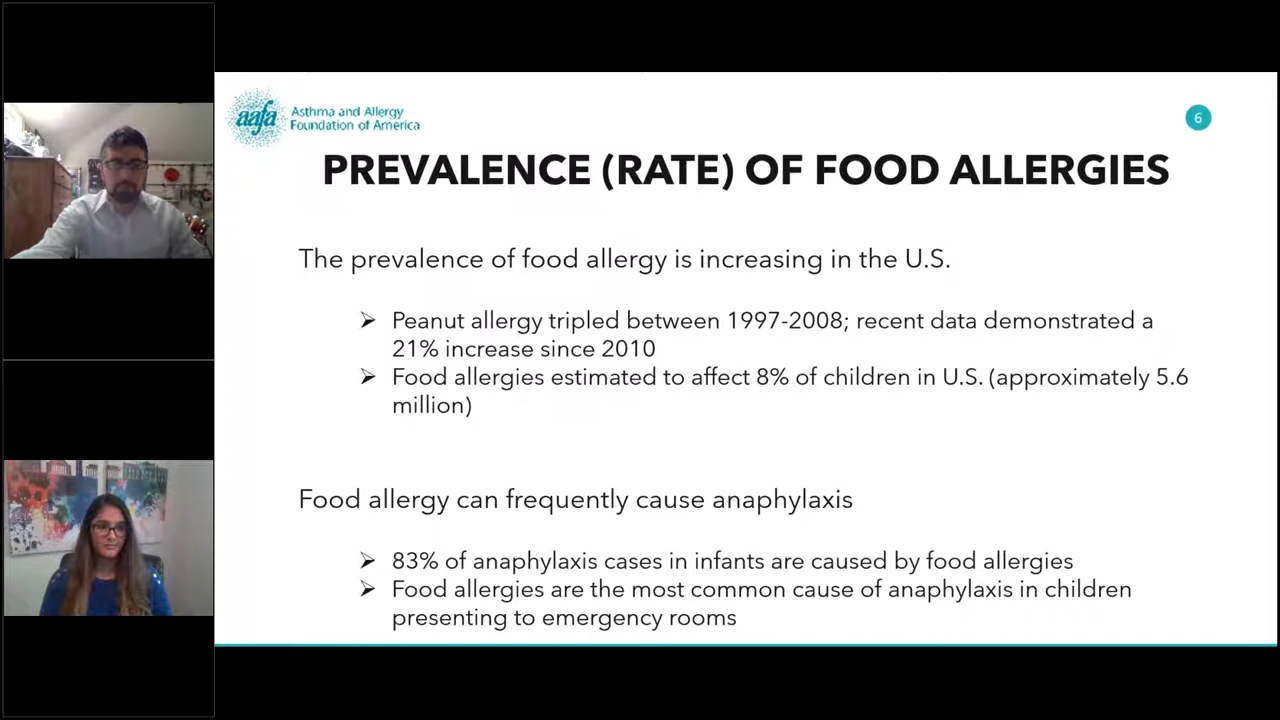 aafa
Asthma and Allergy
Foundation of America
6
PREVALENCE (RATE) OF FOOD ALLERGIES
The prevalence of food allergy is increasing in the U.S.
➢ Peanut allergy tripled between 1997-2008; recent data demonstrated a
21% increase since 2010
➢ Food allergies estimated to affect 8% of children in U.S. (approximately 5.6
million)
Food allergy can frequently cause anaphylaxis
➢ 83% of anaphylaxis cases in infants are caused by food allergies
➢ Food allergies are the most common cause of anaphylaxis in children
presenting to emergency rooms